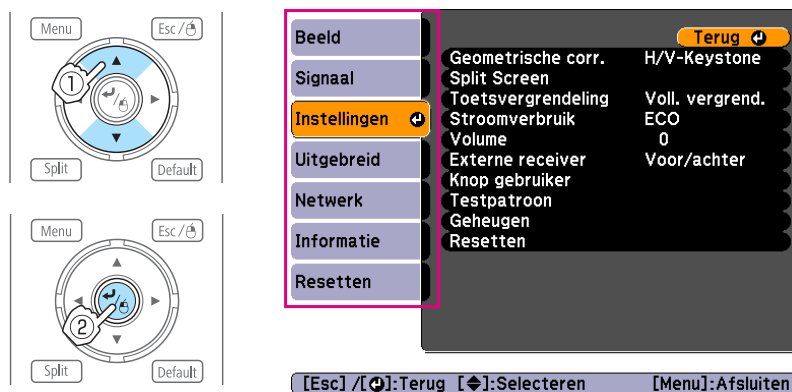 Menu
Esc/
1
Split
Default
Menu
Esc/
2
Split
Default
Beeld
Signaal
Instellingen
Uitgebreid
Netwerk
Informatie
Resetten
Terug
Geometrische corr. H/V-Keystone
Split Screen
Toetsvergrendeling Voll. vergrend.
Stroomverbruik ECO
Volume 0
Externe receiver Voor/achter
Knop gebruiker
Testpatroon
Geheugen
Resetten
[Esc] /[ ]:Terug [ ]:Selecteren [Menu]:Afsluiten